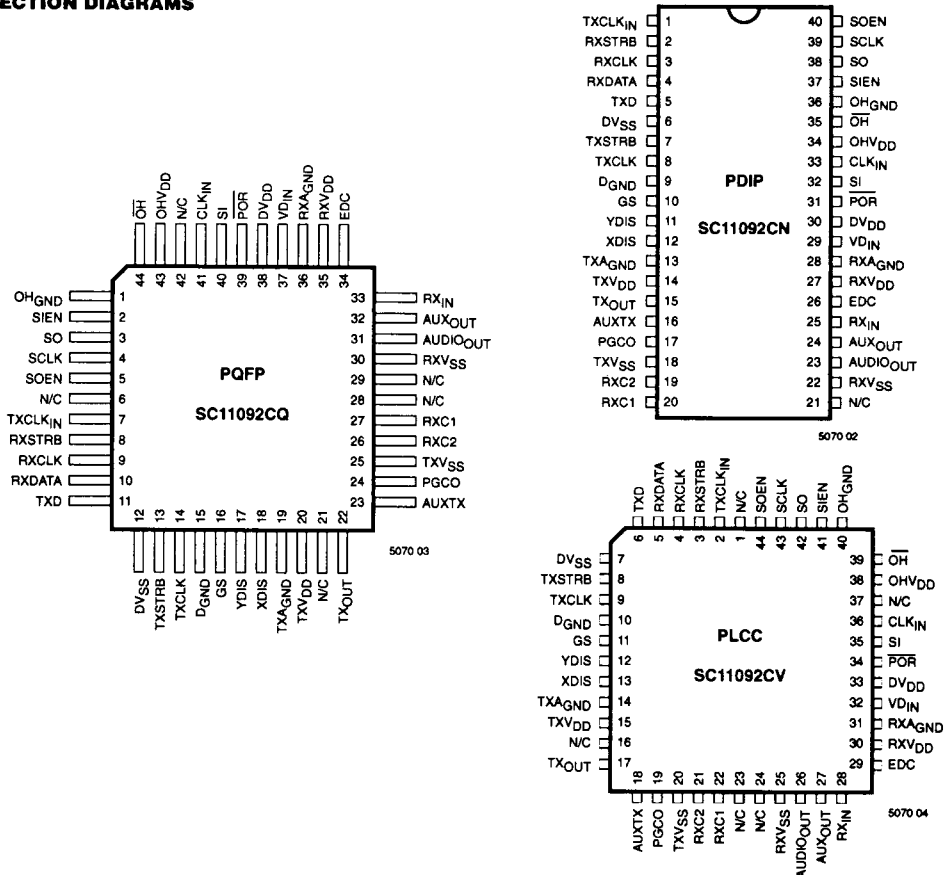 ECTION DIAGRAMS
PDIP
SC11092CN
TXCLKIN 1
RXSTRB 2
RXCLK 3
RXDATA 4
TXD 5
DVSS 6
TXSTRB 7
TXCLK 8
DGND 9
GS 10
YDIS 11
XDIS 12
TXAGND 13
TXVDD 14
TXOUT 15
AUXTX 16
PGCO 17
TXVSS 18
RXC2 19
RXC1 20
40 SOEN
39 SCLK
38 SO
37 SIEN
36 OHGND
35 OH
34 OHVDD
33 CLKIN
32 SI
31 POR
30 DVDD
29 VDIN
28 RXAGND
27 RXVDD
26 EDC
25 RXIN
24 AUXOUT
23 AUDIOOUT
22 RXVSS
21 N/C
5070 02
PQFP
SC11092CQ
OH 44
OHVDD 43
N/C 42
CLKIN 41
SI 40
POR 39
DVDD 38
VDIN 37
RXAGND 36
RXVDD 35
EDC 34
OHGND 1
SIEN 2
SO 3
SCLK 4
SOEN 5
N/C 6
TXCLKIN 7
RXSTRB 8
RXCLK 9
RXDATA 10
TXD 11
33 RXIN
32 AUXOUT
31 AUDIOOUT
30 RXVSS
29 N/C
28 N/C
27 RXC1
26 RXC2
25 TXVSS
24 PGCO
23 AUXTX
12 DVSS
13 TXSTRB
14 TXCLK
15 DGND
16 GS
17 YDIS
18 XDIS
19 TXAGND
20 TXVDD
21 N/C
22 TXOUT
5070 03
PLCC
SC11092CV
TXD 6
RXDATA 5
RXCLK 4
RXSTRB 3
TXCLKIN 2
N/C 1
SOEN 44
SCLK 43
SO 42
SIEN 41
OHGND 40
DVSS 7
TXSTRB 8
TXCLK 9
DGND 10
GS 11
YDIS 12
XDIS 13
TXAGND 14
TXVDD 15
N/C 16
TXOUT 17
39 OH
38 OHVDD
37 N/C
36 CLKIN
35 SI
34 POR
33 DVDD
32 VDIN
31 RXAGND
30 RXVDD
29 EDC
18 AUXTX
19 PGCO
20 TXVSS
21 RXC2
22 RXC1
23 N/C
24 N/C
25 RXVSS
26 AUDIOOUT
27 AUXOUT
28 RXIN
5070 04